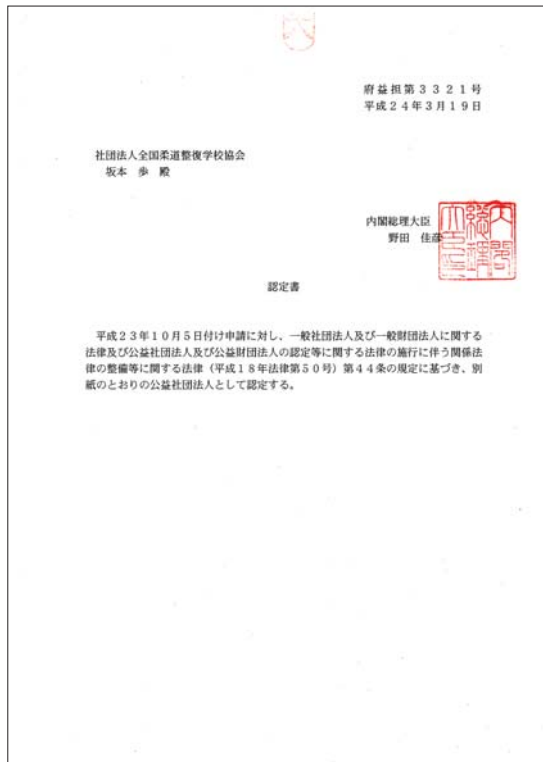 府益担第３３２１号
平成２４年３月１９日
社団法人全国柔道整復学校協会
坂本　歩　殿
内閣総理大臣
野田　佳彦
認定書
平成２３年１０月５日付け申請に対し、一般社団法人及び一般財団法人に関する
法律及び公益社団法人及び公益財団法人の認定等に関する法律の施行に伴う関係法
律の整備等に関する法律（平成１８年法律第５０号）第４４条の規定に基づき、別
紙のとおりの公益社団法人として認定する。